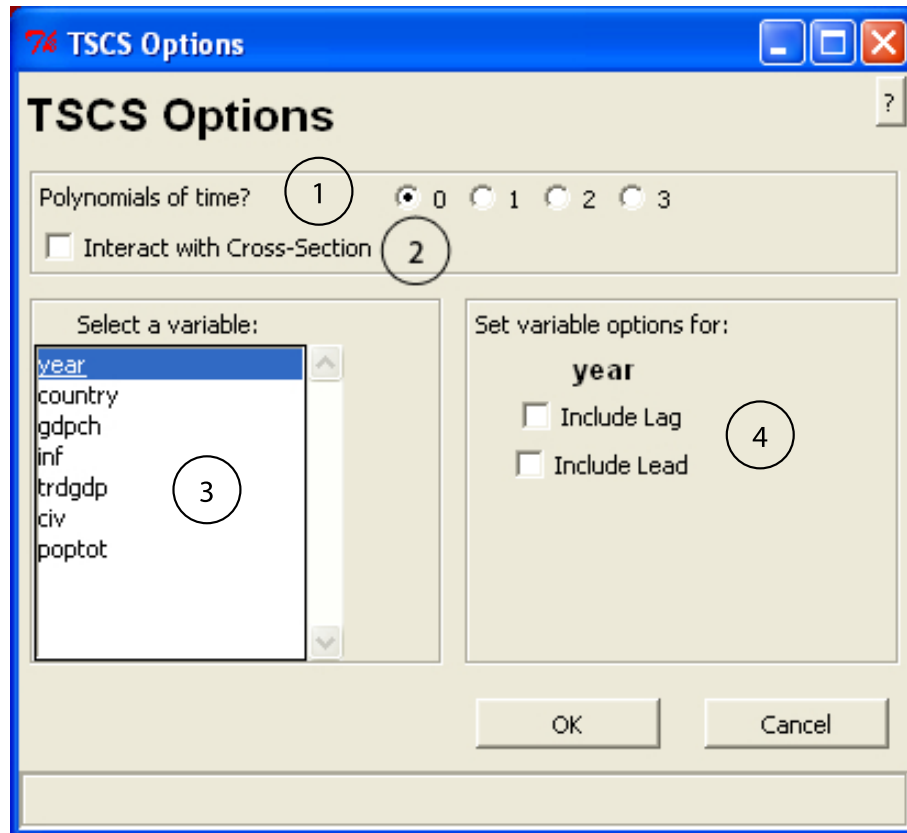 7% TSCS Options
TSCS Options
?
Polynomials of time? 1 0 1 2 3
Interact with Cross-Section 2
Select a variable:
year
country
gdpch
inf
trdgdp
civ
poptot
3
Set variable options for:
year
Include Lag
Include Lead
4
OK Cancel